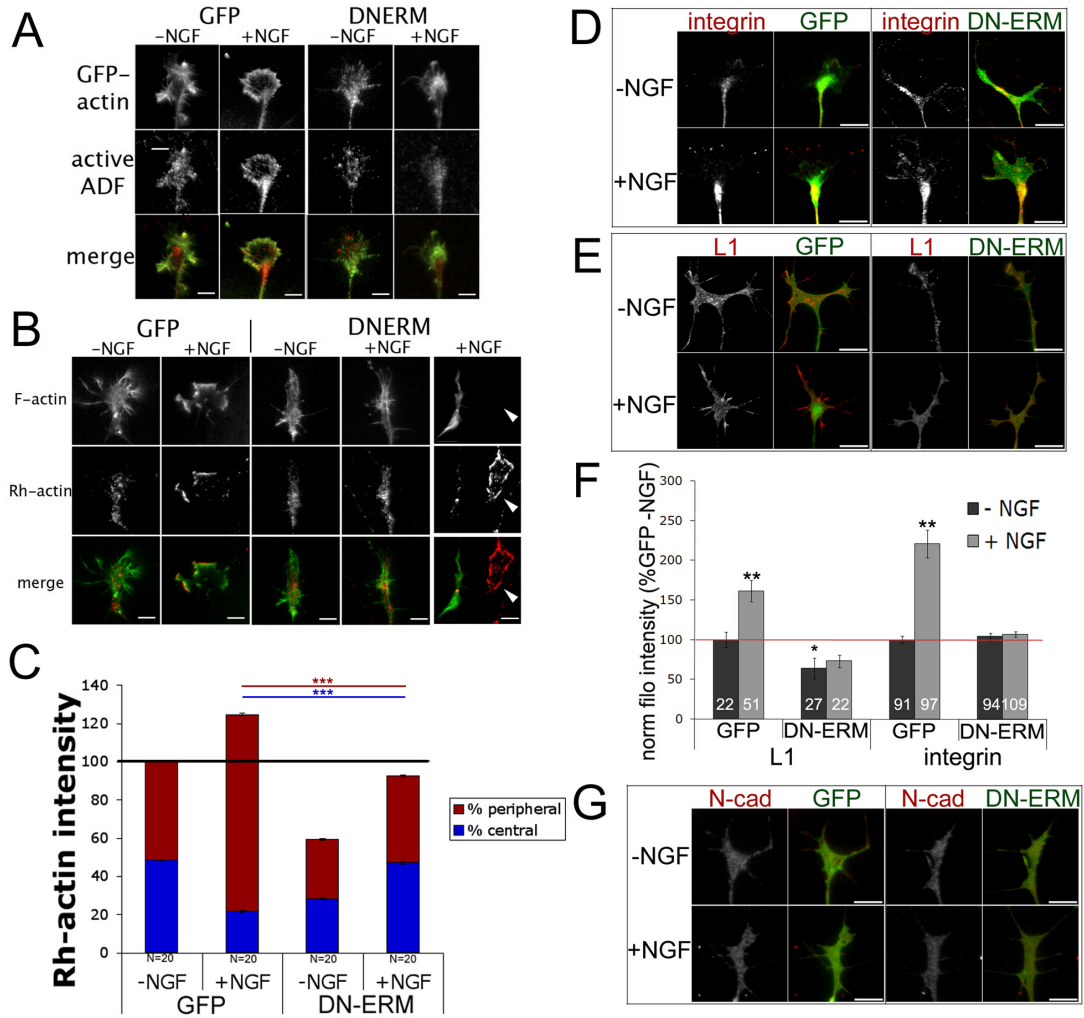 A
GFP DNERM
−NGF +NGF −NGF +NGF
GFP–
actin
active
ADF
merge
B
GFP DNERM
−NGF +NGF −NGF +NGF +NGF
F-actin
Rh-actin
merge
C
Rh-actin intensity
140
120
100
80
60
40
20
0
***
***
% peripheral
% central
N=20 N=20 N=20 N=20
-NGF +NGF -NGF +NGF
GFP DN-ERM
D
integrin GFP integrin DN-ERM
-NGF
+NGF
E
L1 GFP L1 DN-ERM
-NGF
+NGF
F
norm filo intensity (%GFP -NGF)
300
250
200
150
100
50
0
- NGF
+ NGF
** * **
22 51 27 22 91 97 94 109
GFP DN-ERM GFP DN-ERM
L1 integrin
G
N-cad GFP N-cad DN-ERM
-NGF
+NGF